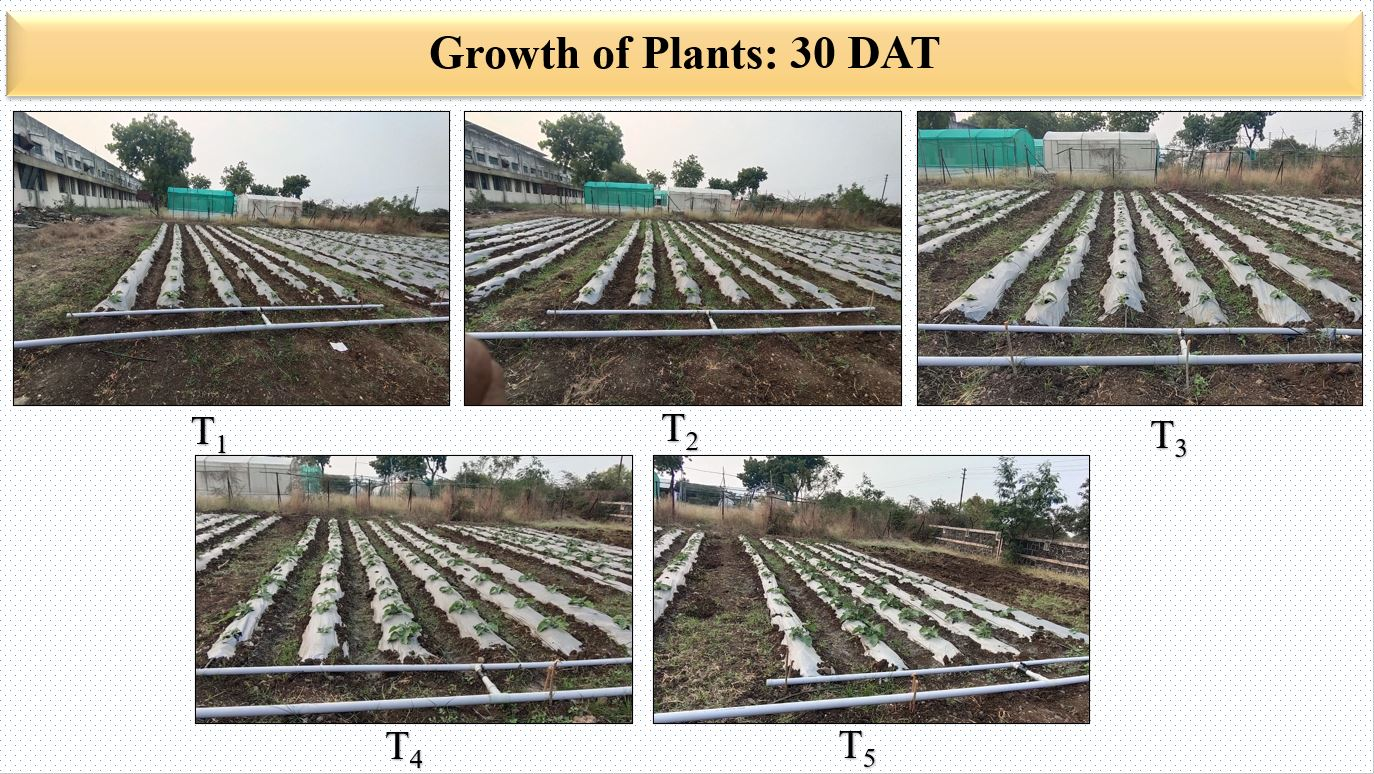 Growth of Plants: 30 DAT
T₁
T₂
T₃
T₄
T₅